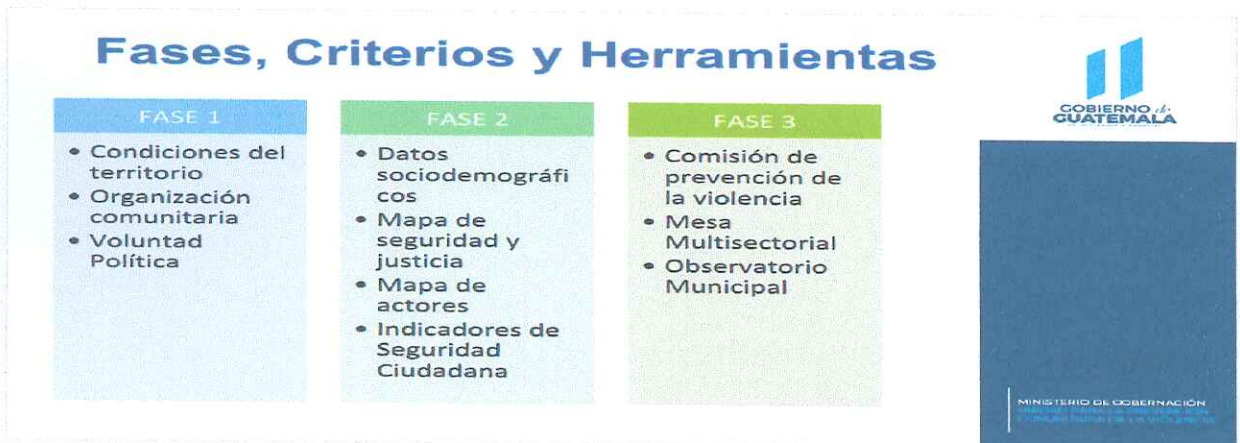 Fases, Criterios y Herramientas
FASE 1
• Condiciones del
territorio
• Organización
comunitaria
• Voluntad
Política
FASE 2
• Datos
sociodemográfi
cos
• Mapa de
seguridad y
justicia
• Mapa de
actores
• Indicadores de
Seguridad
Ciudadana
FASE 3
• Comisión de
prevención de
la violencia
• Mesa
Multisectorial
• Observatorio
Municipal
GOBIERNO de
GUATEMALA
MINISTERIO DE GOBERNACIÓN